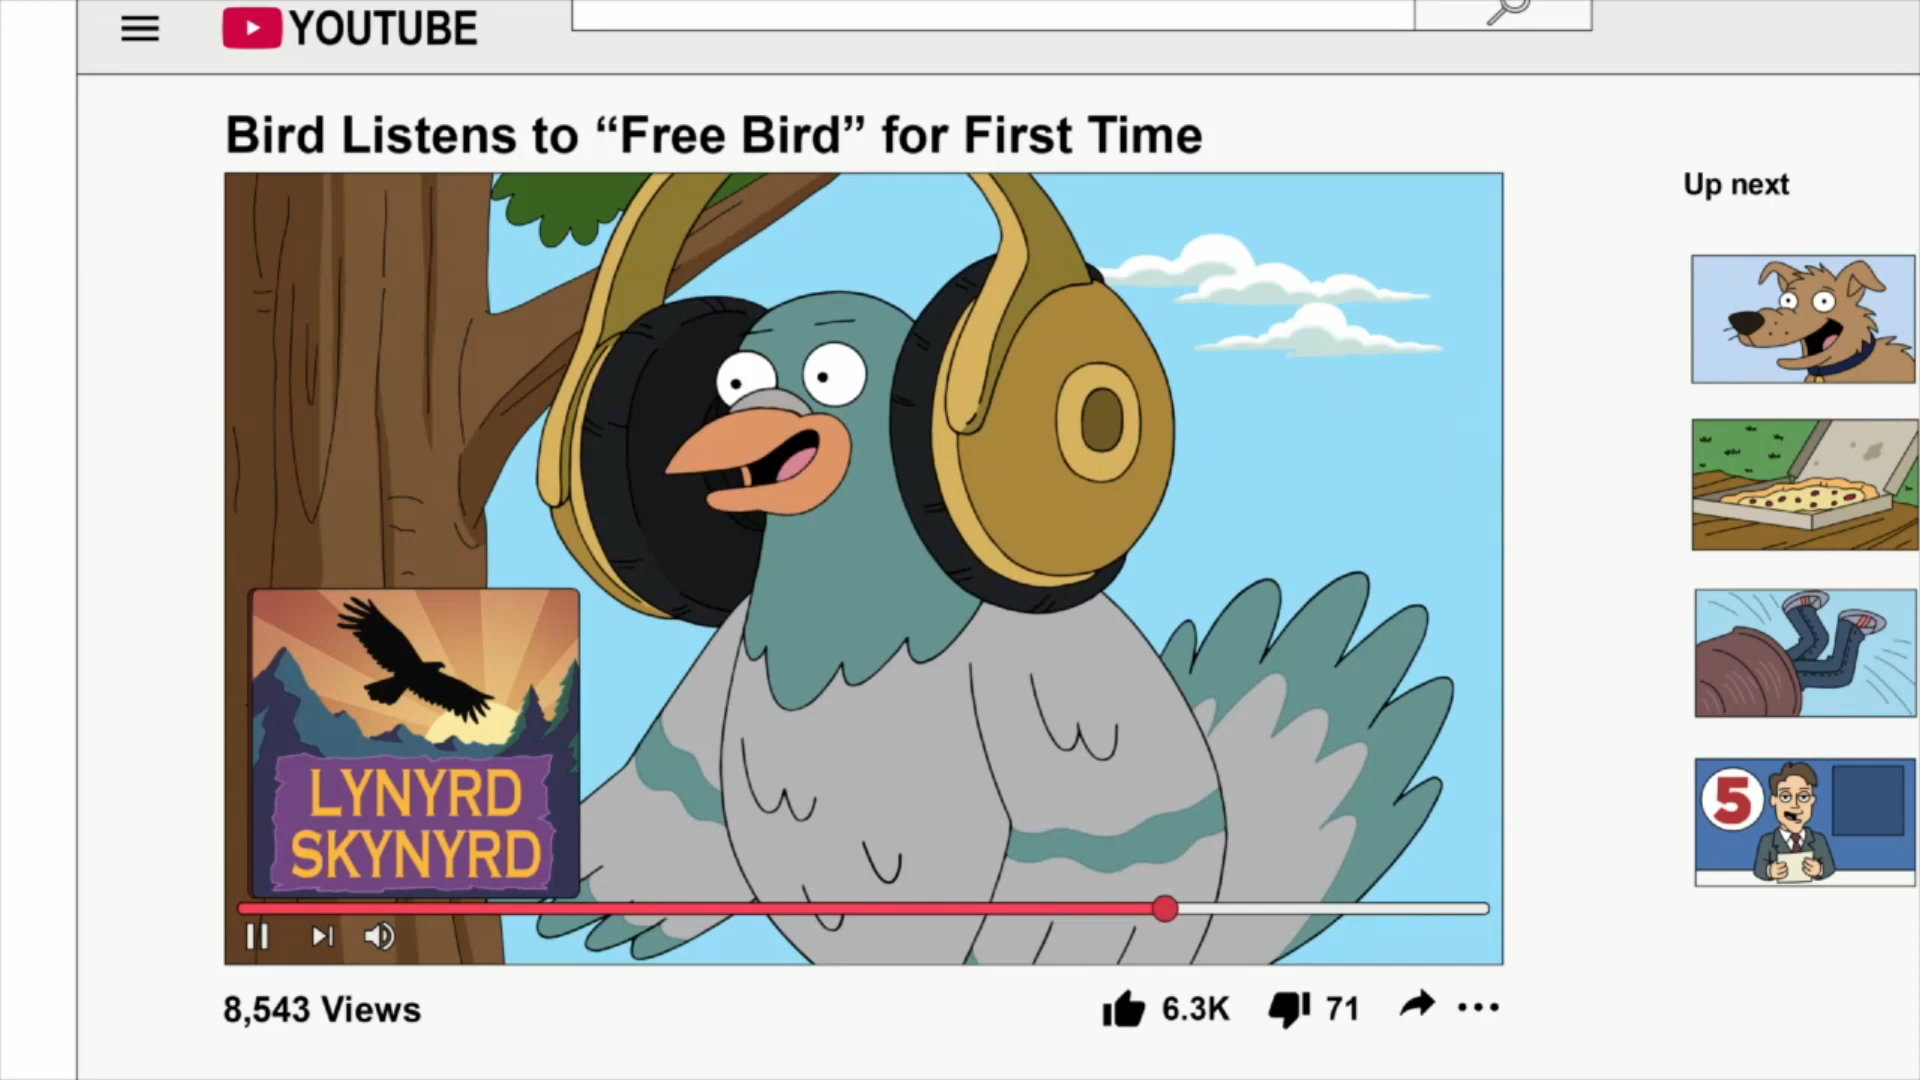 YOUTUBE
Bird Listens to “Free Bird” for First Time
Up next
LYNYRD
SKYNYRD
5
8,543 Views
6.3K
71